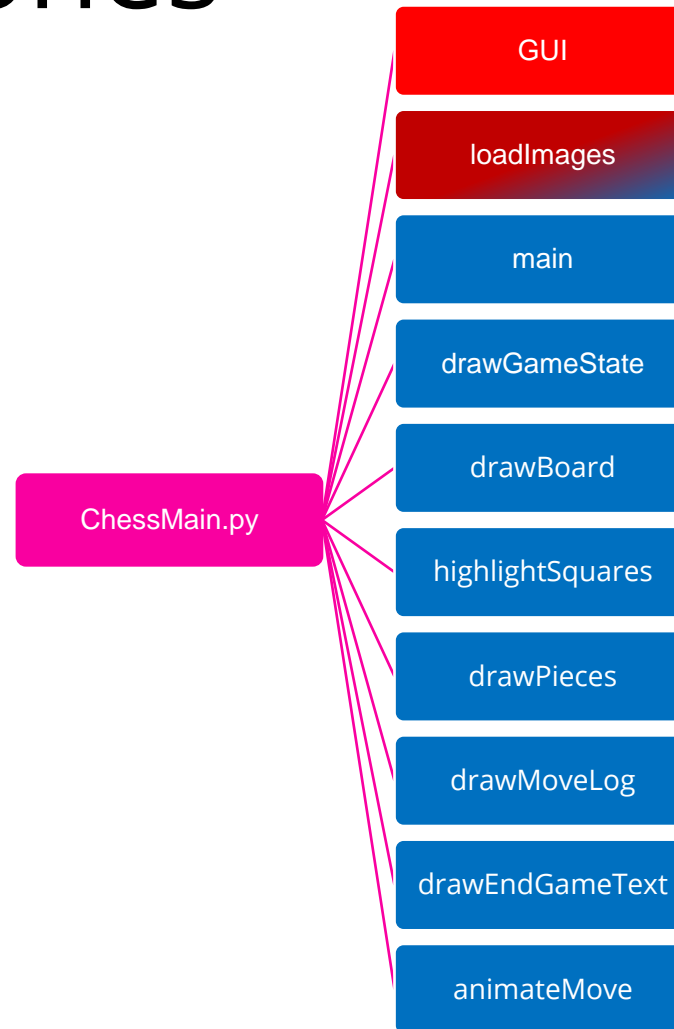 GUI
loadImages
main
drawGameState
drawBoard
ChessMain.py
highlightSquares
drawPieces
drawMoveLog
drawEndGameText
animateMove